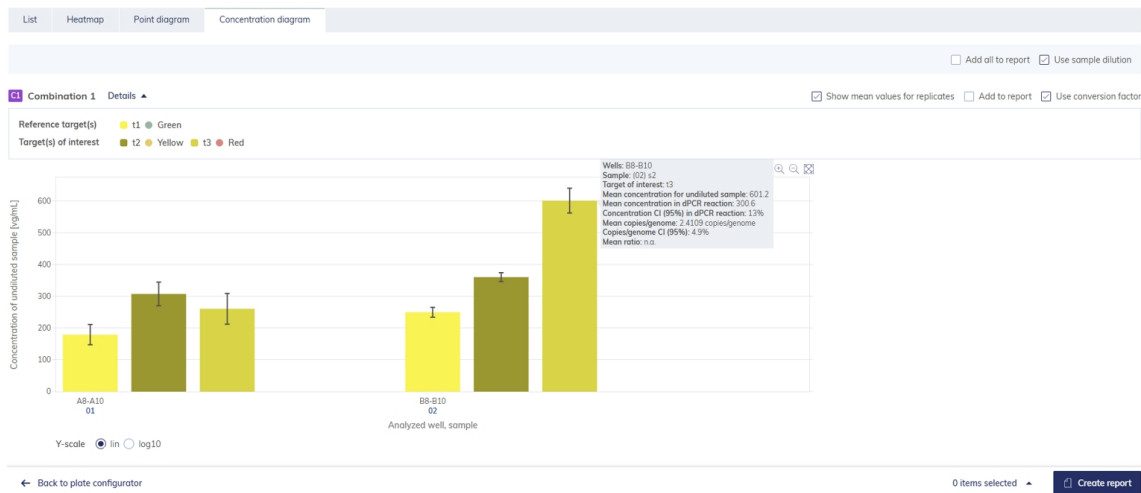 List Heatmap Point diagram Concentration diagram
Add all to report Use sample dilution
C1 Combination 1 Details Show mean values for replicates Add to report Use conversion factor
Reference target(s) t1 Green
Target(s) of interest t2 Yellow t3 Red
Wells: B8-B10
Sample: (02) s2
Target of interest: t3
Mean concentration for undiluted sample: 601.2
Mean concentration in dPCR reaction: 300.6
Concentration CI (95%) in dPCR reaction: 13%
Mean copies/genome: 2.4109 copies/genome
Copies/genome CI (95%): 4.9%
Mean ratio: n.a.
Concentration of undiluted sample [vg/mL]
600
500
400
300
200
100
0
A8-A10 B8-B10
01 02
Analyzed well, sample
Y-scale lin log10
Back to plate configurator 0 items selected Create report